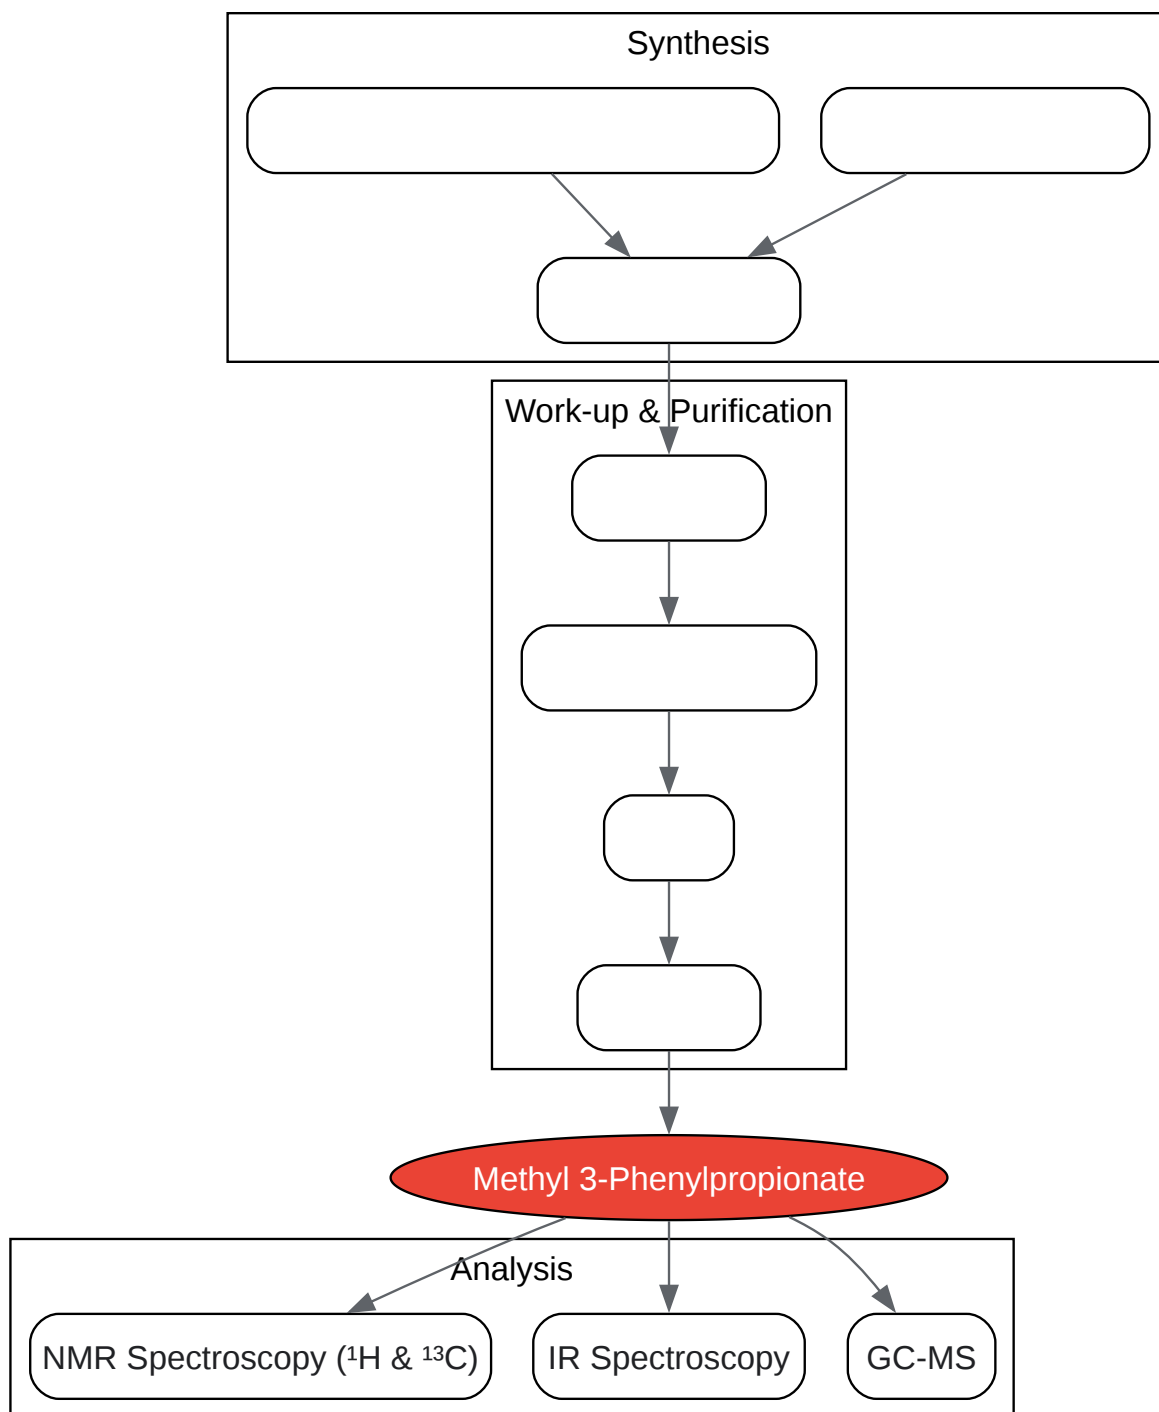 Synthesis
Work-up & Purification
Methyl 3-Phenylpropionate
Analysis
NMR Spectroscopy (¹H & ¹³C)
IR Spectroscopy
GC-MS